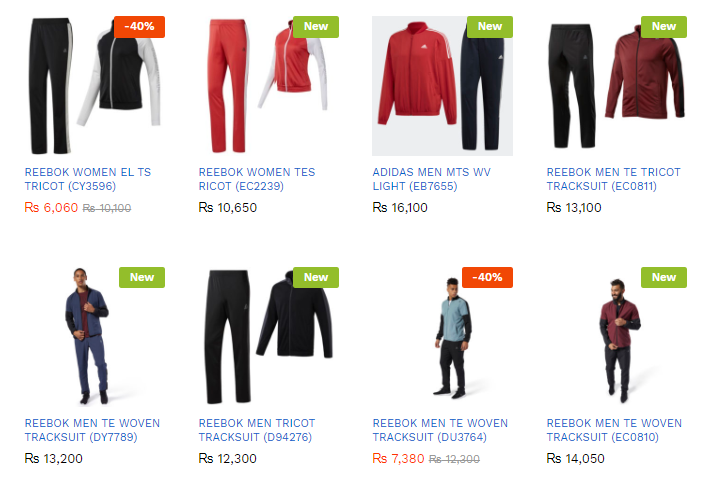 -40%
New
New
New
REEBOK WOMEN EL TS
TRICOT (CY3596)
₨ 6,060 ₨ 10,100
REEBOK WOMEN TES
RICOT (EC2239)
₨ 10,650
ADIDAS MEN MTS WV
LIGHT (EB7655)
₨ 16,100
REEBOK MEN TE TRICOT
TRACKSUIT (EC0811)
₨ 13,100
New
New
-40%
New
REEBOK MEN TE WOVEN
TRACKSUIT (DY7789)
₨ 13,200
REEBOK MEN TRICOT
TRACKSUIT (D94276)
₨ 12,300
REEBOK MEN TE WOVEN
TRACKSUIT (DU3764)
₨ 7,380 ₨ 12,300
REEBOK MEN TE WOVEN
TRACKSUIT (EC0810)
₨ 14,050